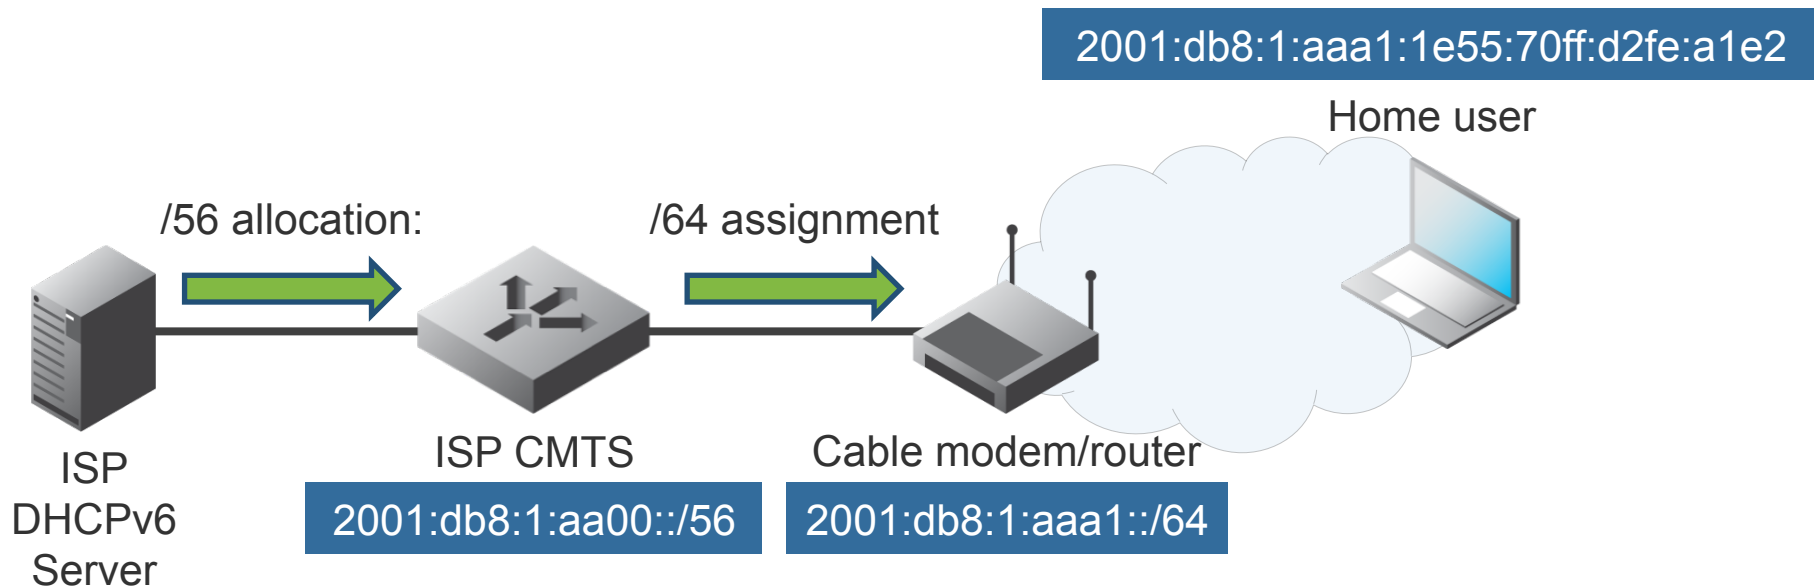 2001:db8:1:aaa1:1e55:70ff:d2fe:a1e2
Home user
/56 allocation:
/64 assignment
ISP
DHCPv6
Server
ISP CMTS
2001:db8:1:aa00::/56
Cable modem/router
2001:db8:1:aaa1::/64